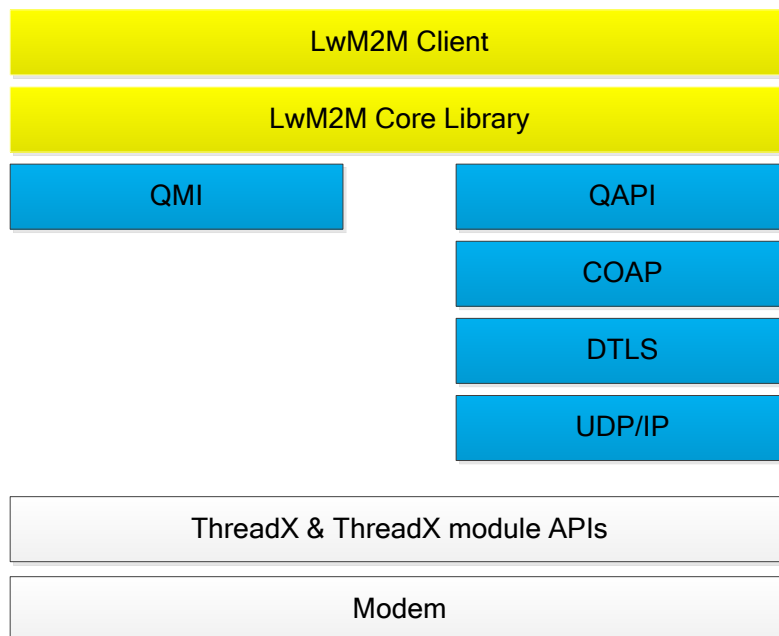 LwM2M Client
LwM2M Core Library
QMI
QAPI
COAP
DTLS
UDP/IP
ThreadX & ThreadX module APIs
Modem